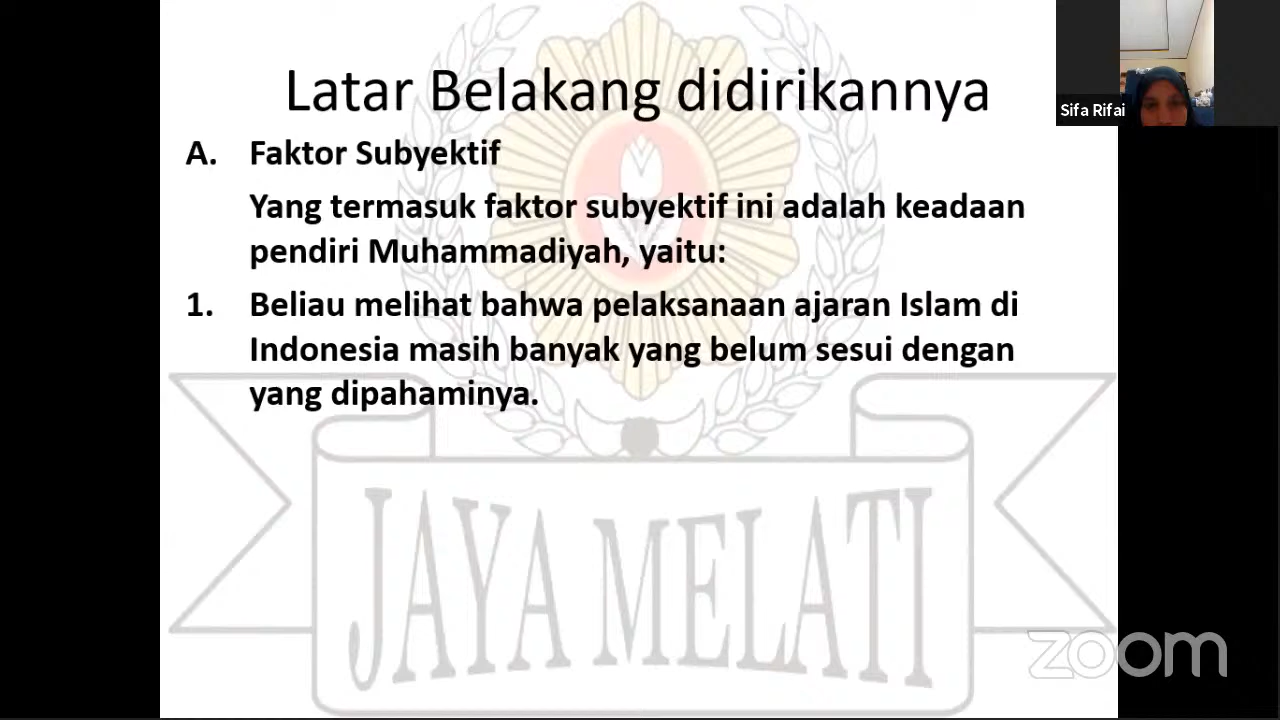 Latar Belakang didirikannya
A. Faktor Subyektif
Yang termasuk faktor subyektif ini adalah keadaan
pendiri Muhammadiyah, yaitu:
1. Beliau melihat bahwa pelaksanaan ajaran Islam di
Indonesia masih banyak yang belum sesui dengan
yang dipahaminya.
JAYA MELATI
Sifa Rifai
zoom